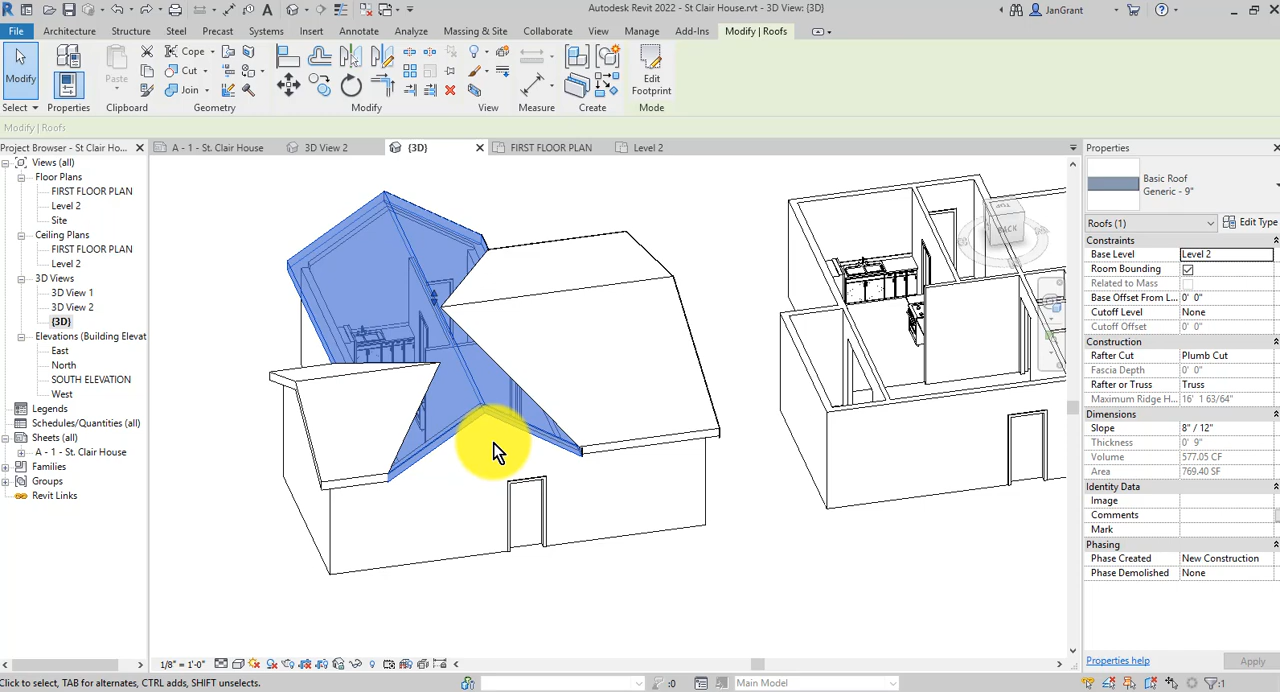 Autodesk Revit 2022 - St Clair House.rvt - 3D View: {3D}
JanGrant
File Architecture Structure Steel Precast Systems Insert Annotate Analyze Massing & Site Collaborate View Manage Add-Ins Modify | Roofs
Modify
Paste
Cope
Cut
Join
Edit
Footprint
Select Properties Clipboard Geometry Modify View Measure Create Mode
Modify | Roofs
Project Browser - St Clair Ho...
A - 1 - St. Clair House
3D View 2
{3D}
FIRST FLOOR PLAN
Level 2
Properties
Views (all)
Floor Plans
FIRST FLOOR PLAN
Level 2
Site
Ceiling Plans
FIRST FLOOR PLAN
Level 2
3D Views
3D View 1
3D View 2
{3D}
Elevations (Building Elevat
East
North
SOUTH ELEVATION
West
Legends
Schedules/Quantities (all)
Sheets (all)
A - 1 - St. Clair House
Families
Groups
Revit Links
TOP
BACK
Basic Roof
Generic - 9"
Roofs (1)
Edit Type
Constraints
Base Level Level 2
Room Bounding
Related to Mass
Base Offset From L... 0' 0"
Cutoff Level None
Cutoff Offset 0' 0"
Construction
Rafter Cut Plumb Cut
Fascia Depth 0' 0"
Rafter or Truss Truss
Maximum Ridge H... 16' 1 63/64"
Dimensions
Slope 8" / 12"
Thickness 0' 9"
Volume 577.05 CF
Area 769.40 SF
Identity Data
Image
Comments
Mark
Phasing
Phase Created New Construction
Phase Demolished None
Properties help
Apply
1/8" = 1'-0"
Click to select, TAB for alternates, CTRL adds, SHIFT unselects.
:0
Main Model
:1